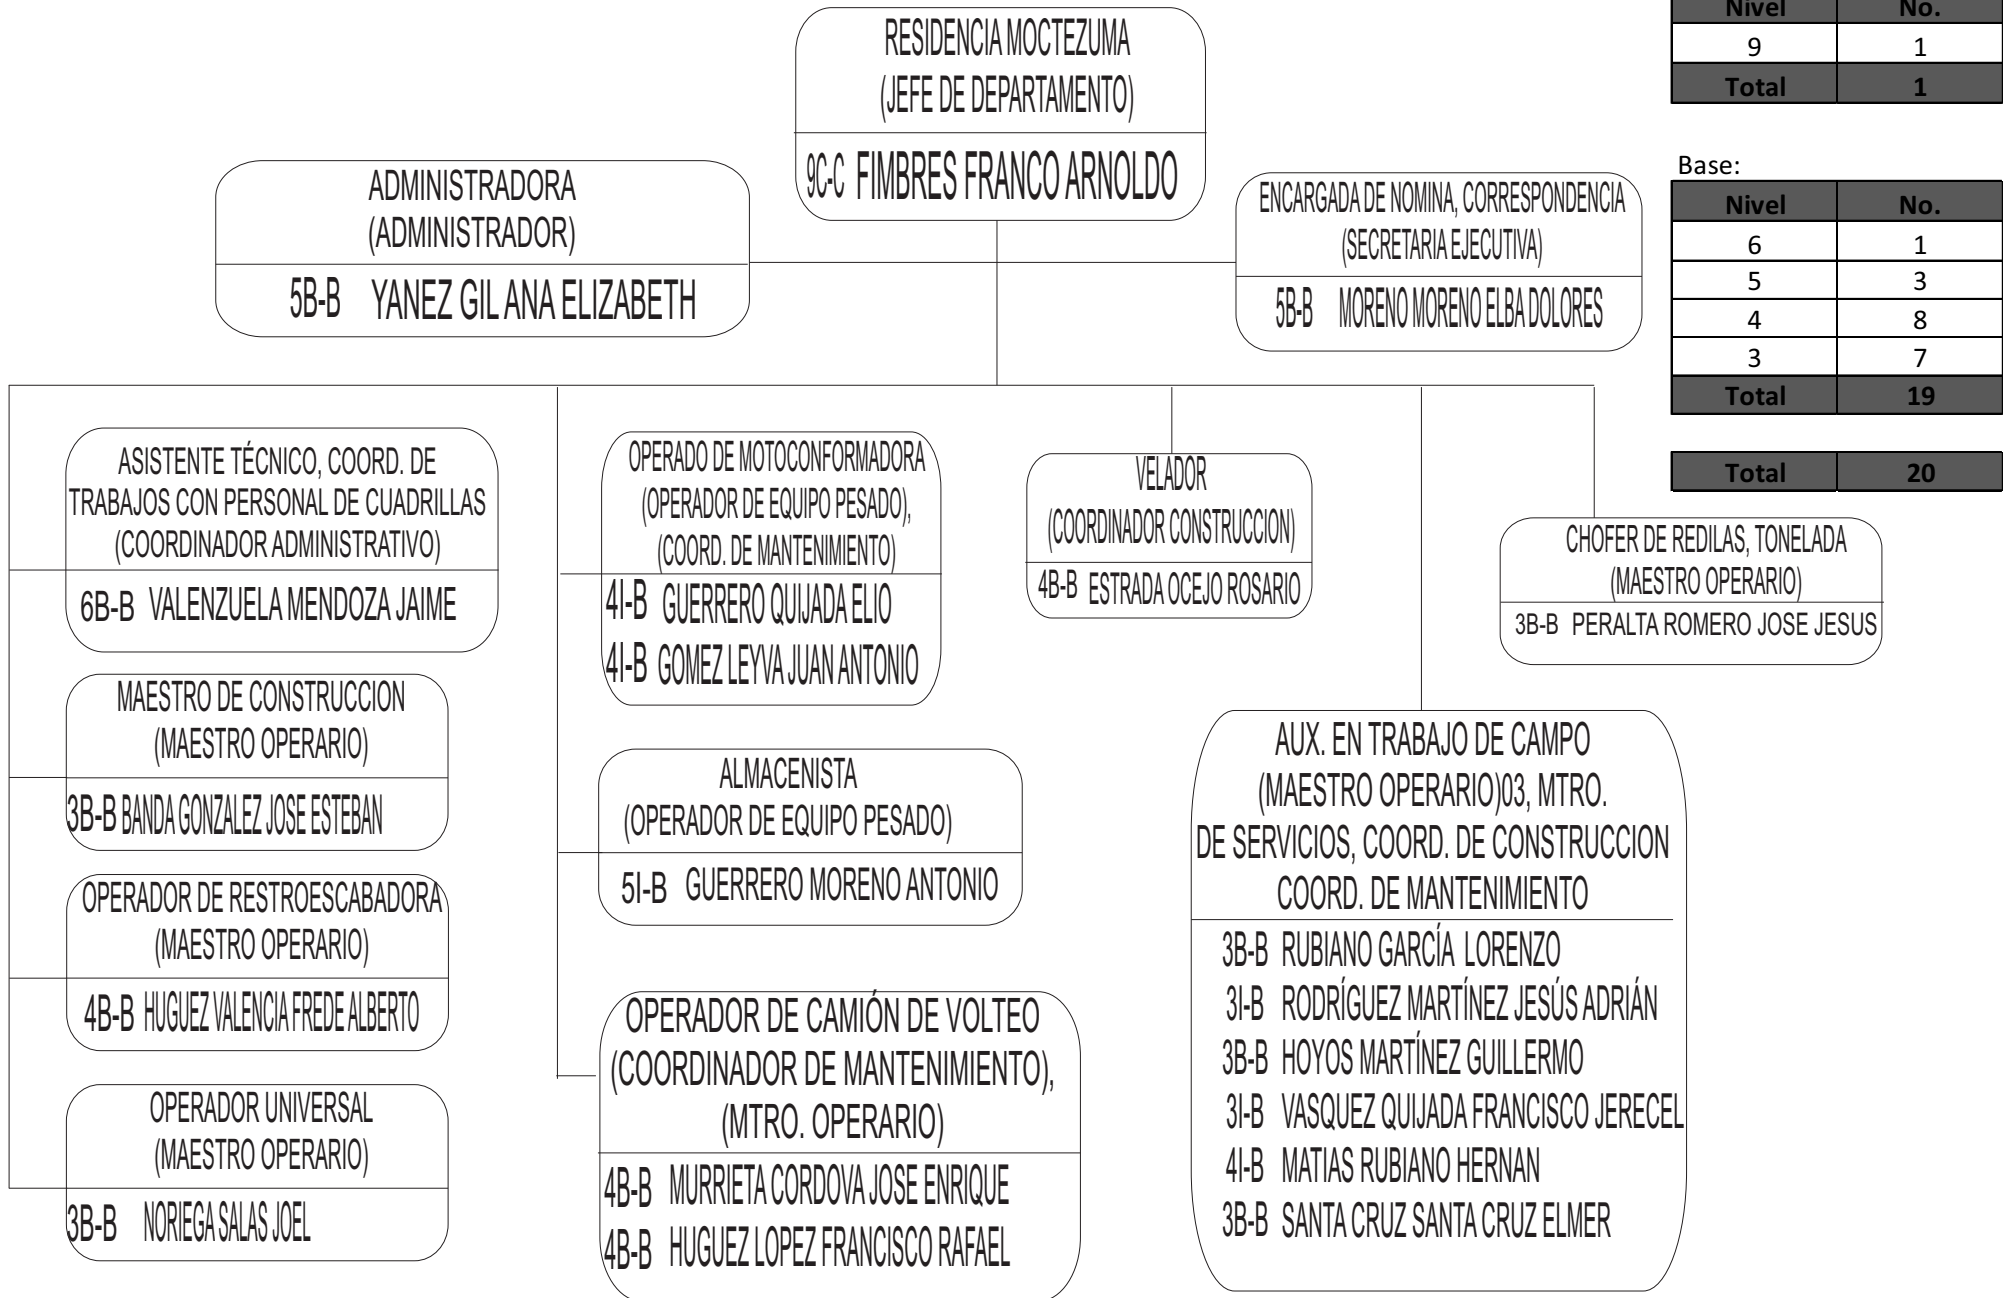 RESIDENCIA MOCTEZUMA
(JEFE DE DEPARTAMENTO)
9C-C FIMBRES FRANCO ARNOLDO
Nivel No.
9 1
Total 1
ADMINISTRADORA
(ADMINISTRADOR)
5B-B YANEZ GIL ANA ELIZABETH
ENCARGADA DE NOMINA, CORRESPONDENCIA
(SECRETARIA EJECUTIVA)
5B-B MORENO MORENO ELBA DOLORES
Base:
Nivel No.
6 1
5 3
4 8
3 7
Total 19
Total 20
ASISTENTE TÉCNICO, COORD. DE
TRABAJOS CON PERSONAL DE CUADRILLAS
(COORDINADOR ADMINISTRATIVO)
6B-B VALENZUELA MENDOZA JAIME
MAESTRO DE CONSTRUCCION
(MAESTRO OPERARIO)
3B-B BANDA GONZALEZ JOSE ESTEBAN
OPERADOR DE RESTROESCABADORA
(MAESTRO OPERARIO)
4B-B HUGUEZ VALENCIA FREDE ALBERTO
OPERADOR UNIVERSAL
(MAESTRO OPERARIO)
3B-B NORIEGA SALAS JOEL
OPERADO DE MOTOCONFORMADORA
(OPERADOR DE EQUIPO PESADO),
(COORD. DE MANTENIMIENTO)
4I-B GUERRERO QUIJADA ELIO
4I-B GOMEZ LEYVA JUAN ANTONIO
ALMACENISTA
(OPERADOR DE EQUIPO PESADO)
5I-B GUERRERO MORENO ANTONIO
OPERADOR DE CAMIÓN DE VOLTEO
(COORDINADOR DE MANTENIMIENTO),
(MTRO. OPERARIO)
4B-B MURRIETA CORDOVA JOSE ENRIQUE
4B-B HUGUEZ LOPEZ FRANCISCO RAFAEL
VELADOR
(COORDINADOR CONSTRUCCION)
4B-B ESTRADA OCEJO ROSARIO
AUX. EN TRABAJO DE CAMPO
(MAESTRO OPERARIO)03, MTRO.
DE SERVICIOS, COORD. DE CONSTRUCCION
COORD. DE MANTENIMIENTO
3B-B RUBIANO GARCÍA LORENZO
3I-B RODRÍGUEZ MARTÍNEZ JESÚS ADRIÁN
3B-B HOYOS MARTÍNEZ GUILLERMO
3I-B VASQUEZ QUIJADA FRANCISCO JERECEL
4I-B MATIAS RUBIANO HERNAN
3B-B SANTA CRUZ SANTA CRUZ ELMER
CHOFER DE REDILAS, TONELADA
(MAESTRO OPERARIO)
3B-B PERALTA ROMERO JOSE JESUS